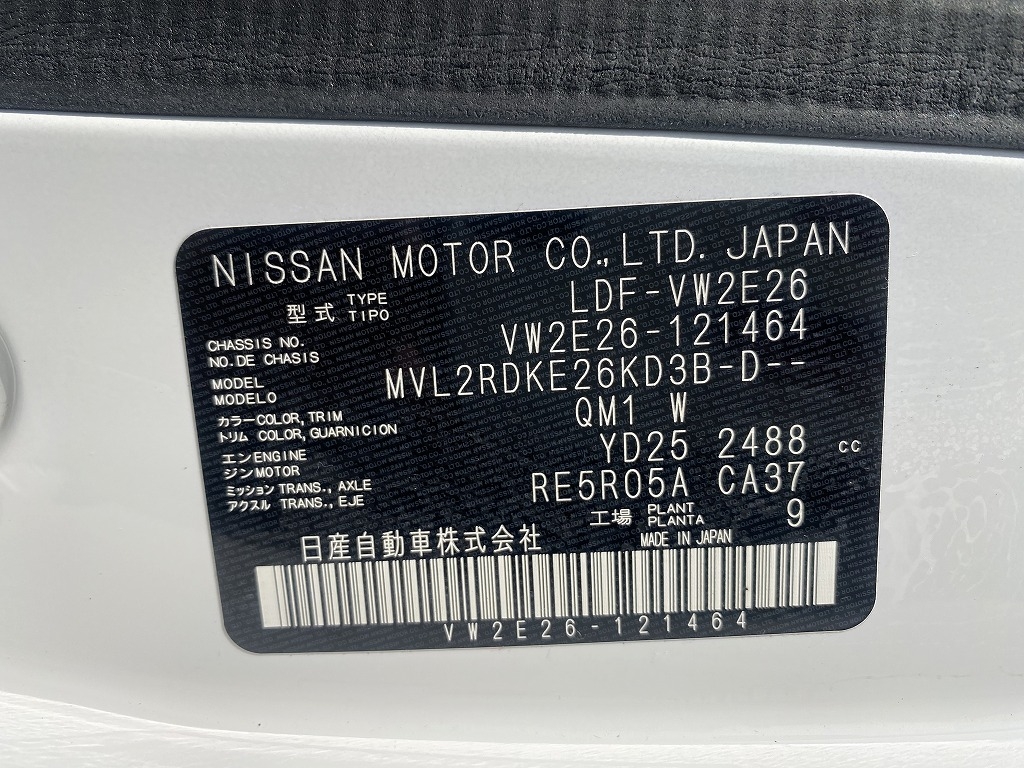 NISSAN MOTOR CO.,LTD. JAPAN
型式 TYPE TIPO LDF-VW2E26
CHASSIS NO. NO.DE CHASIS VW2E26-121464
MODEL MODELO MVL2RDKE26KD3B-D--
カラー COLOR, TRIM トリム COLOR, GUARNICION QM1 W
エンジン ENGINE MOTOR YD25 2488 cc
ミッション TRANS., AXLE アクスル TRANS., EJE RE5R05A CA37
工場 PLANT PLANTA 9
日産自動車株式会社 MADE IN JAPAN
VW2E26-121464